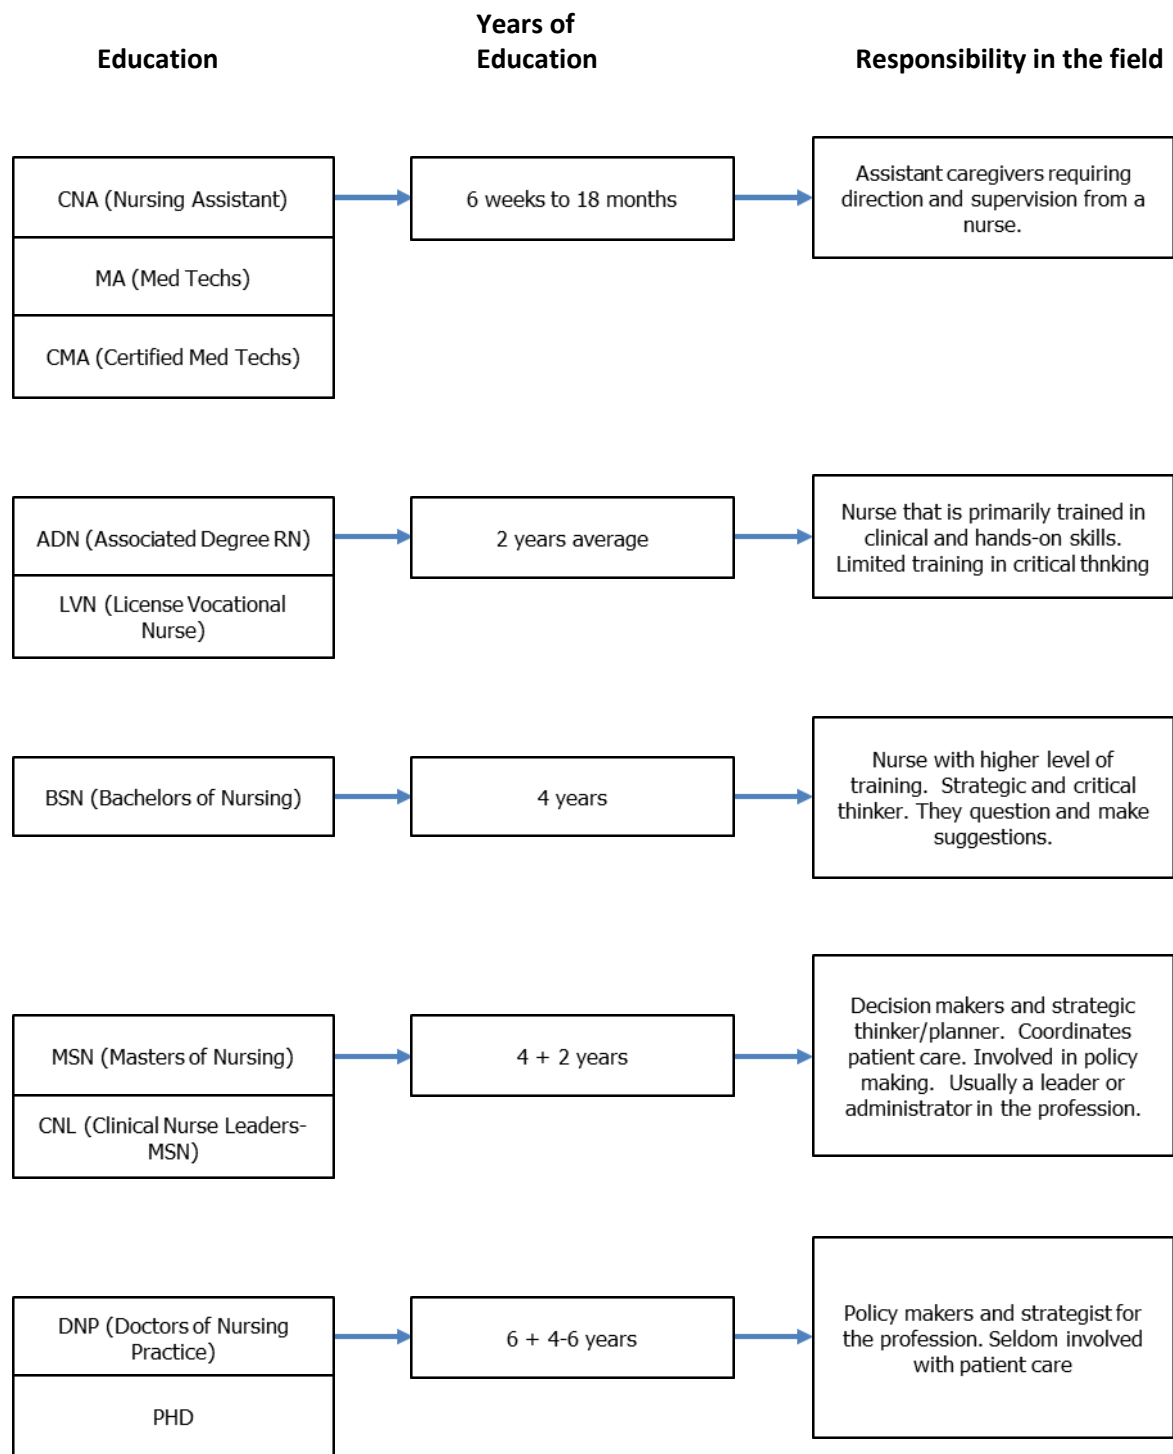 Education
Years of
Education
Responsibility in the field
CNA (Nursing Assistant)
MA (Med Techs)
CMA (Certified Med Techs)
6 weeks to 18 months
Assistant caregivers requiring
direction and supervision from a
nurse.
ADN (Associated Degree RN)
LVN (License Vocational
Nurse)
2 years average
Nurse that is primarily trained in
clinical and hands-on skills.
Limited training in critical thnking
BSN (Bachelors of Nursing)
4 years
Nurse with higher level of
training. Strategic and critical
thinker. They question and make
suggestions.
MSN (Masters of Nursing)
CNL (Clinical Nurse Leaders-
MSN)
4 + 2 years
Decision makers and strategic
thinker/planner. Coordinates
patient care. Involved in policy
making. Usually a leader or
administrator in the profession.
DNP (Doctors of Nursing
Practice)
PHD
6 + 4-6 years
Policy makers and strategist for
the profession. Seldom involved
with patient care